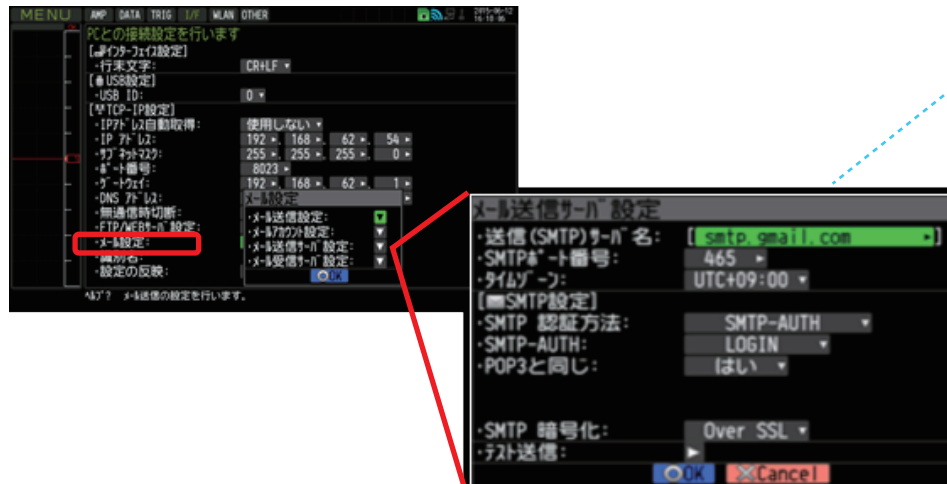 MENU AMP DATA TRIG I/F WLAN OTHER 2015-06-12
16:18:06
PCとの接続設定を行います
[インターフェイス設定]
・行末文字: CR+LF
[USB設定]
・USB ID: 0
[TCP-IP設定]
・IPアドレス自動取得: 使用しない
・IP アドレス: 192 . 168 . 62 . 54
・サブネットマスク: 255 . 255 . 255 . 0
・ポート番号: 8023
・ゲートウェイ: 192 . 168 . 62 . 1
・DNS アドレス:
・無通信時切断:
・FTP/WEBサーバ設定:
・メール設定:
・識別名:
・設定の反映:
ヘルプ? メール送信の設定を行います。
メール設定
・メール送信設定:
・メールアカウント設定:
・メール送信サーバ設定:
・メール受信サーバ設定:
OK
メール送信サーバ設定
・送信(SMTP)サーバ名: [ smtp.gmail.com ]
・SMTPポート番号: 465
・タイムゾーン: UTC+09:00
[SMTP設定]
・SMTP 認証方法: SMTP-AUTH
・SMTP-AUTH: LOGIN
・POP3と同じ: はい
・SMTP 暗号化: Over SSL
・テスト送信:
OK Cancel